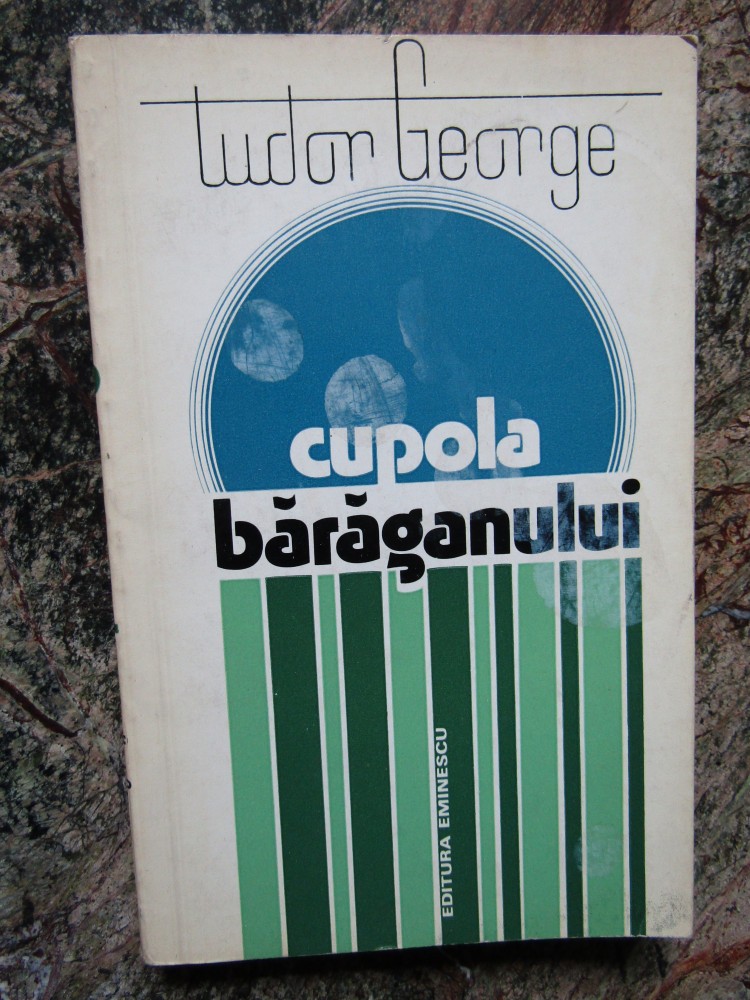 Tudor George
cupola
bărăganului
EDITURA EMINESCU